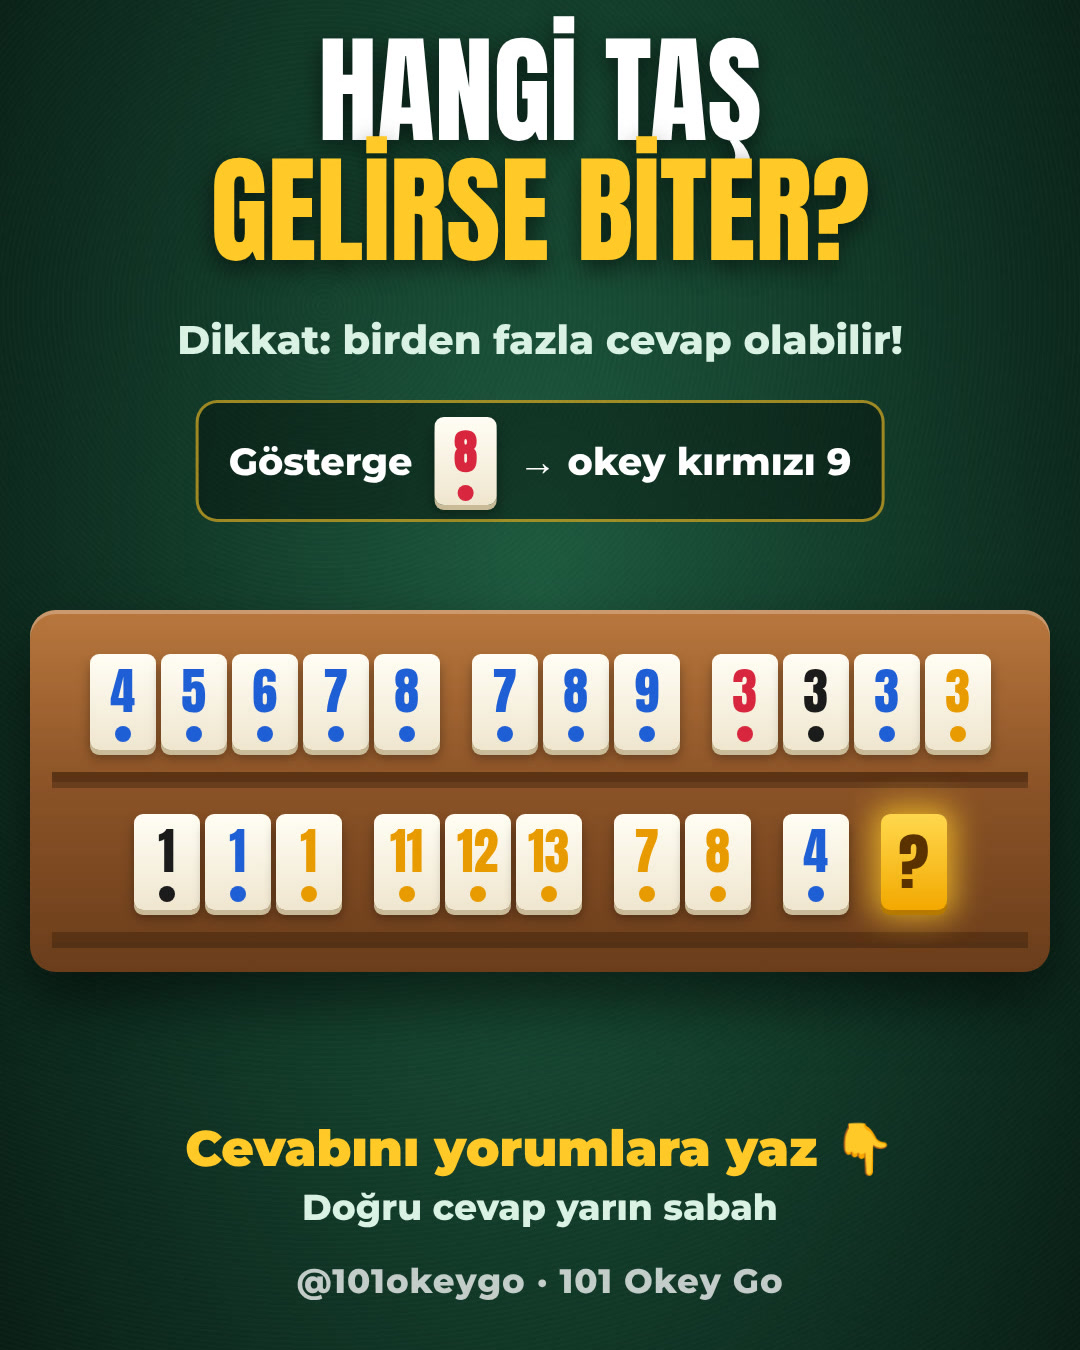 HANGİ TAŞ
GELİRSE BİTER?
Dikkat: birden fazla cevap olabilir!
Gösterge 8 → okey kırmızı 9
4 5 6 7 8 7 8 9 3 3 3 3
1 1 1 11 12 13 7 8 4 ?
Cevabını yorumlara yaz 👇
Doğru cevap yarın sabah
@101okeygo · 101 Okey Go